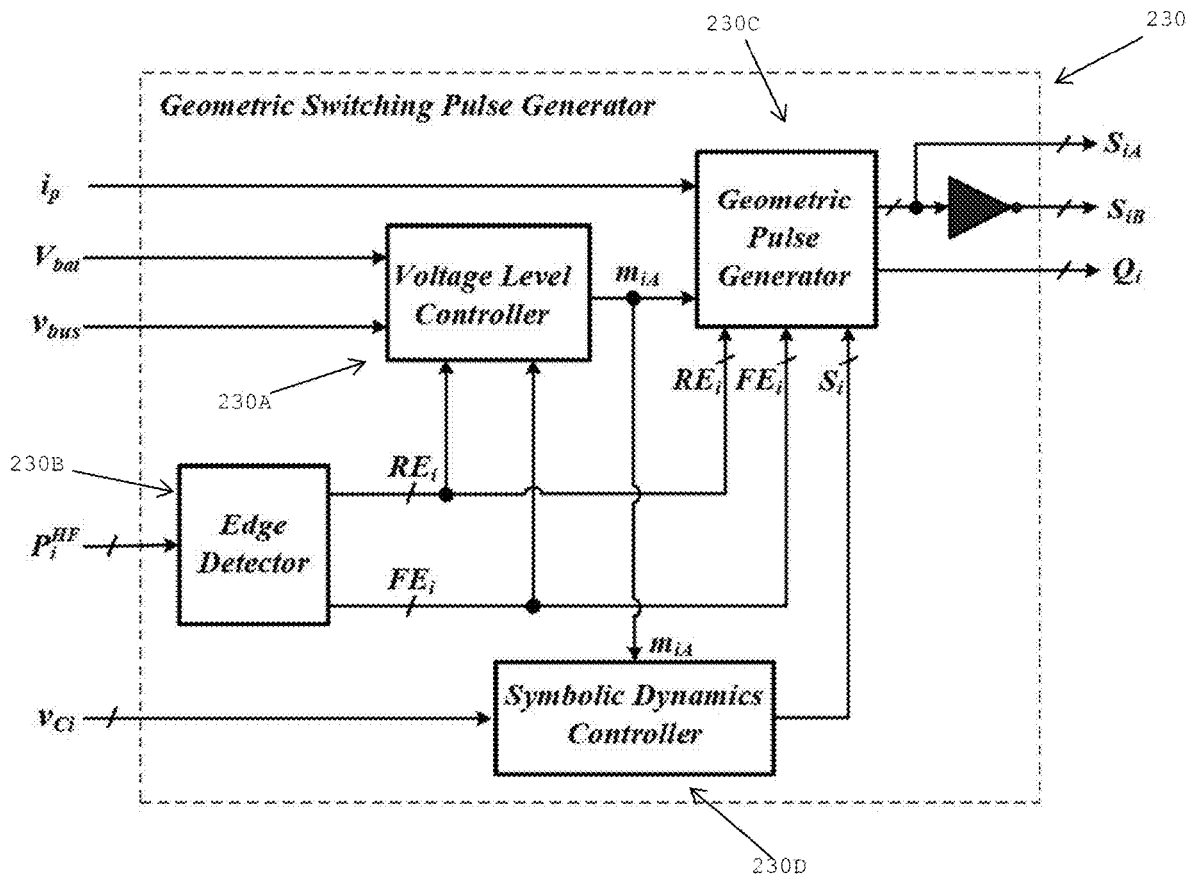 230C
230
Geometric Switching Pulse Generator
S_iA
i_p
Geometric
Pulse
Generator
S_iB
V_bat
Voltage Level
Controller
m_iA
Q_i
v_bus
RE_i
FE_i
S_i
230A
230B
RE_i
P_i^HF
Edge
Detector
FE_i
m_iA
v_Ci
Symbolic Dynamics
Controller
230D